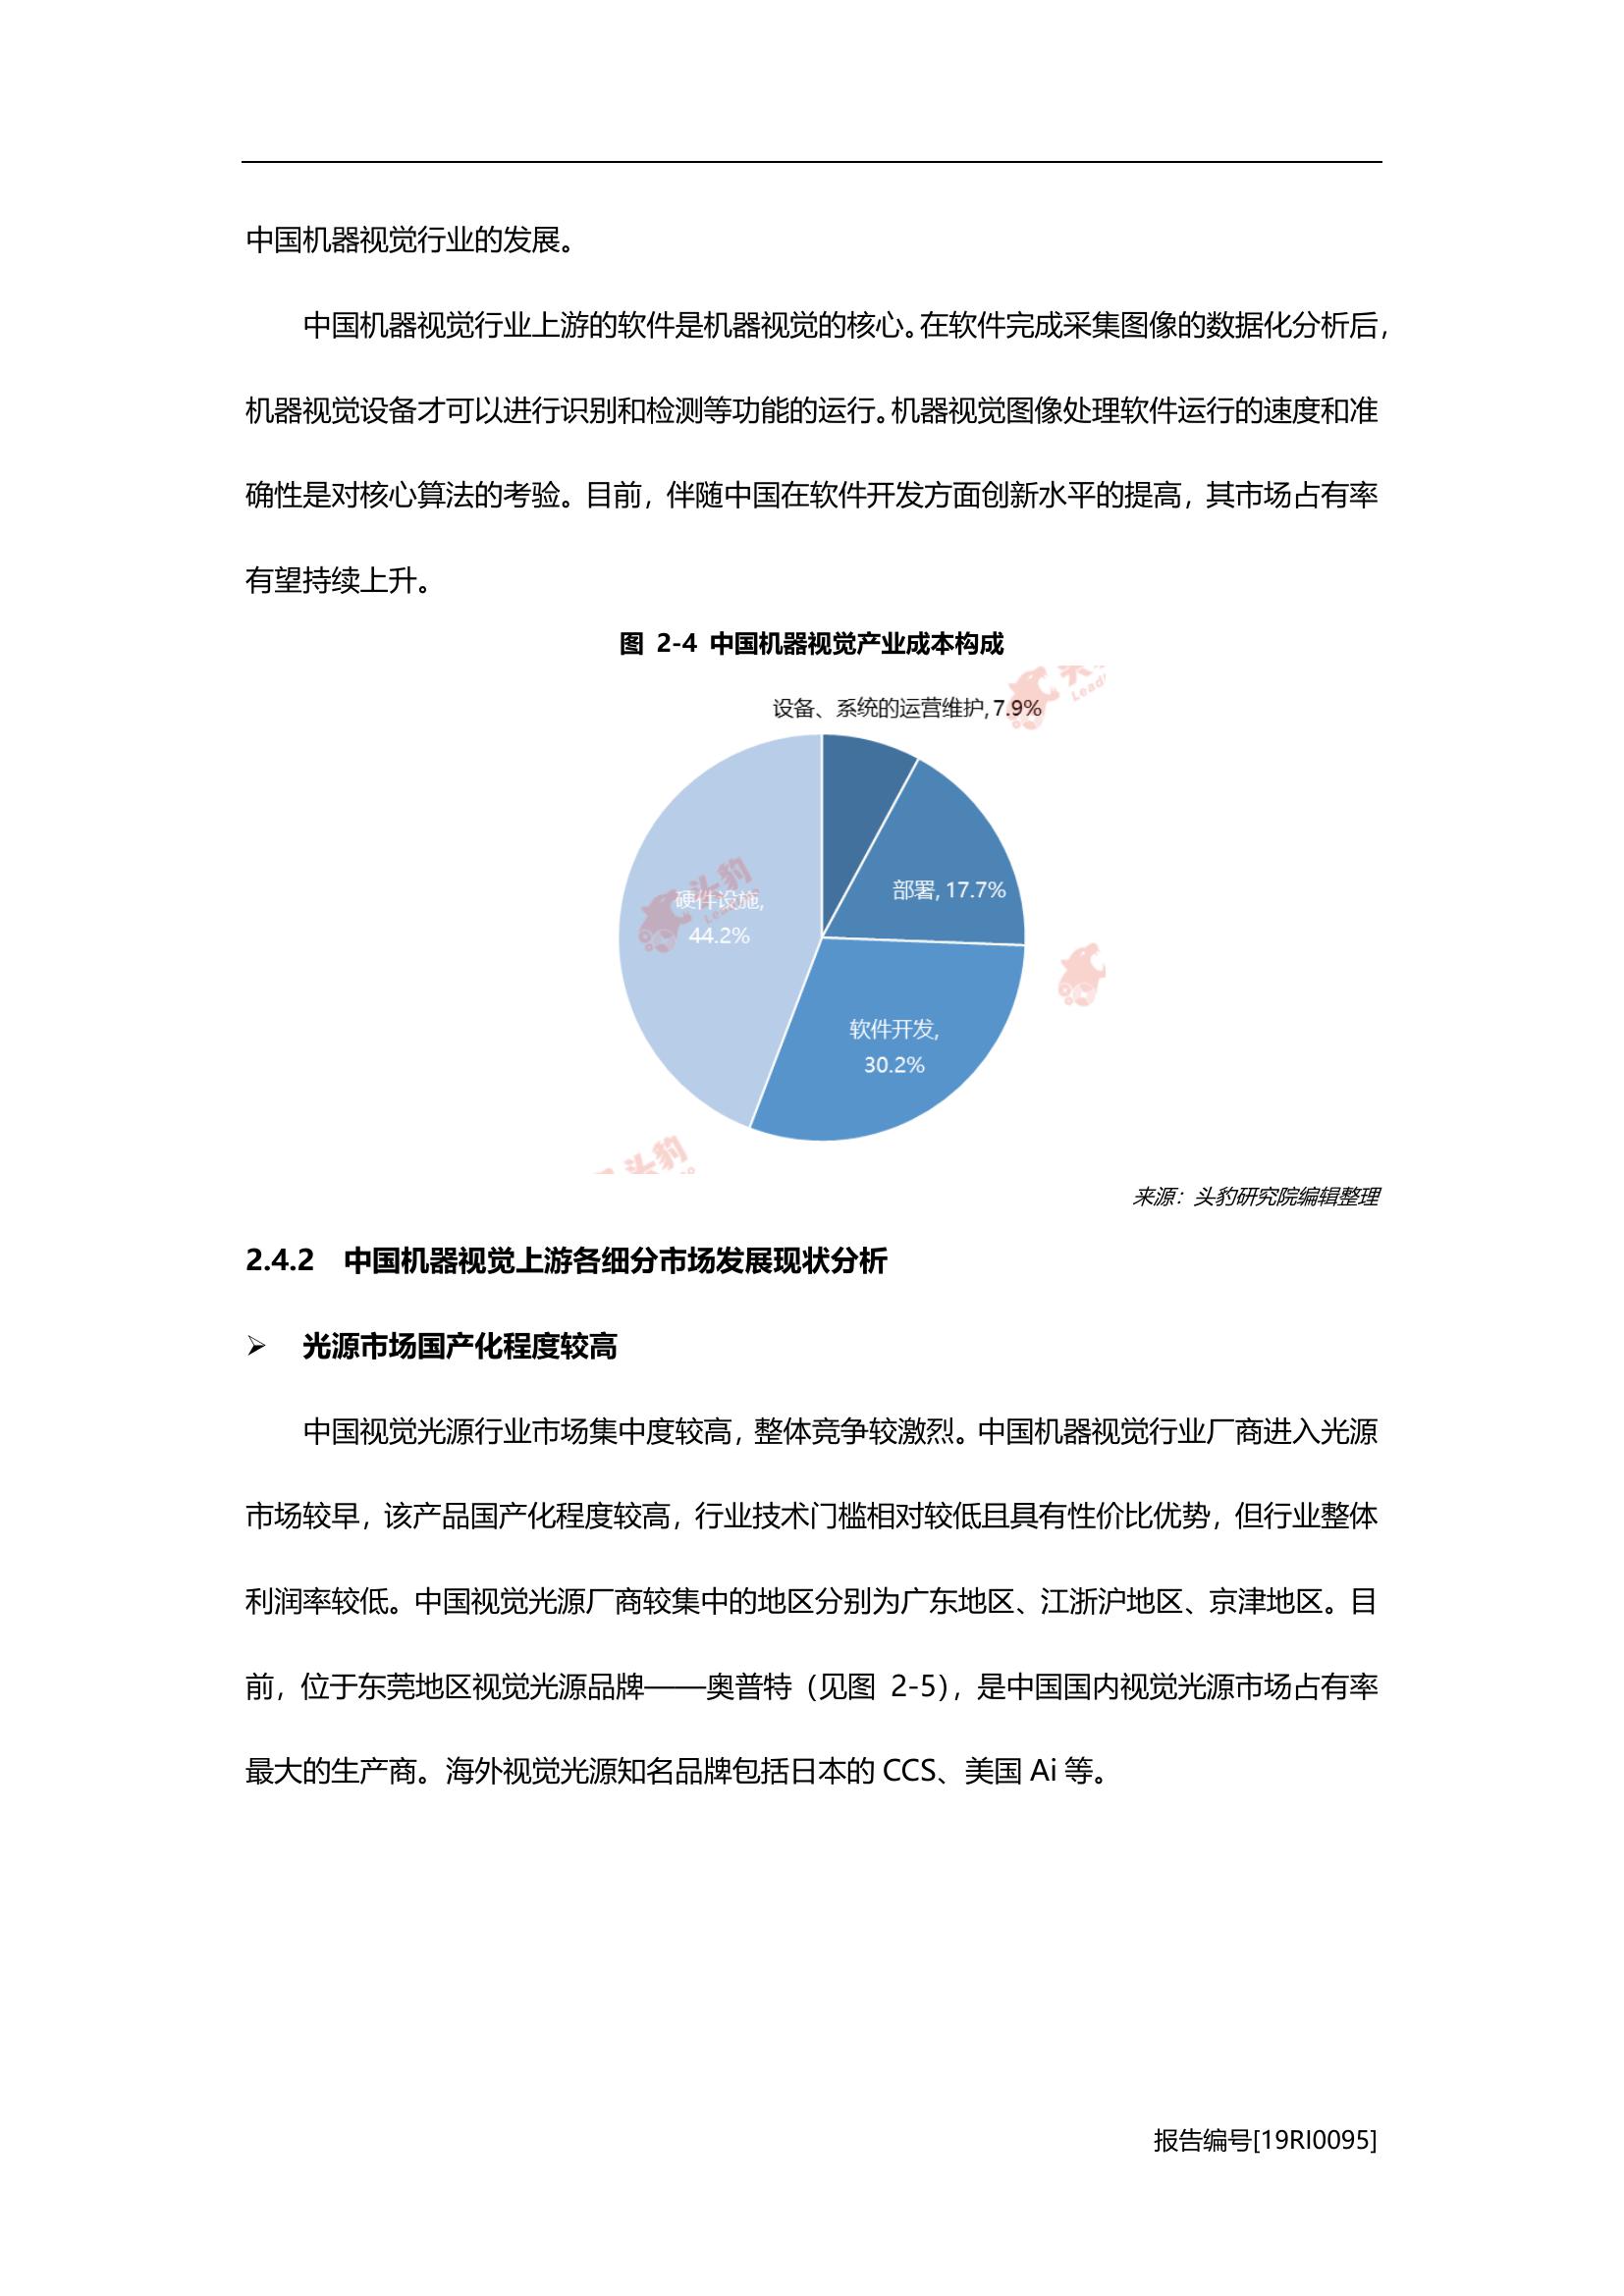 中国机器视觉行业的发展。
中国机器视觉行业上游的软件是机器视觉的核心。在软件完成采集图像的数据化分析后，
机器视觉设备才可以进行识别和检测等功能的运行。机器视觉图像处理软件运行的速度和准
确性是对核心算法的考验。目前，伴随中国在软件开发方面创新水平的提高，其市场占有率
有望持续上升。
图 2-4 中国机器视觉产业成本构成
设备、系统的运营维护, 7.9%
部署, 17.7%
硬件设施,
44.2%
软件开发,
30.2%
头豹
头豹
来源：头豹研究院编辑整理
2.4.2 中国机器视觉上游各细分市场发展现状分析
➢ 光源市场国产化程度较高
中国视觉光源行业市场集中度较高，整体竞争较激烈。中国机器视觉行业厂商进入光源
市场较早，该产品国产化程度较高，行业技术门槛相对较低且具有性价比优势，但行业整体
利润率较低。中国视觉光源厂商较集中的地区分别为广东地区、江浙沪地区、京津地区。目
前，位于东莞地区视觉光源品牌——奥普特（见图 2-5），是中国国内视觉光源市场占有率
最大的生产商。海外视觉光源知名品牌包括日本的 CCS、美国 Ai 等。
报告编号[19RI0095]